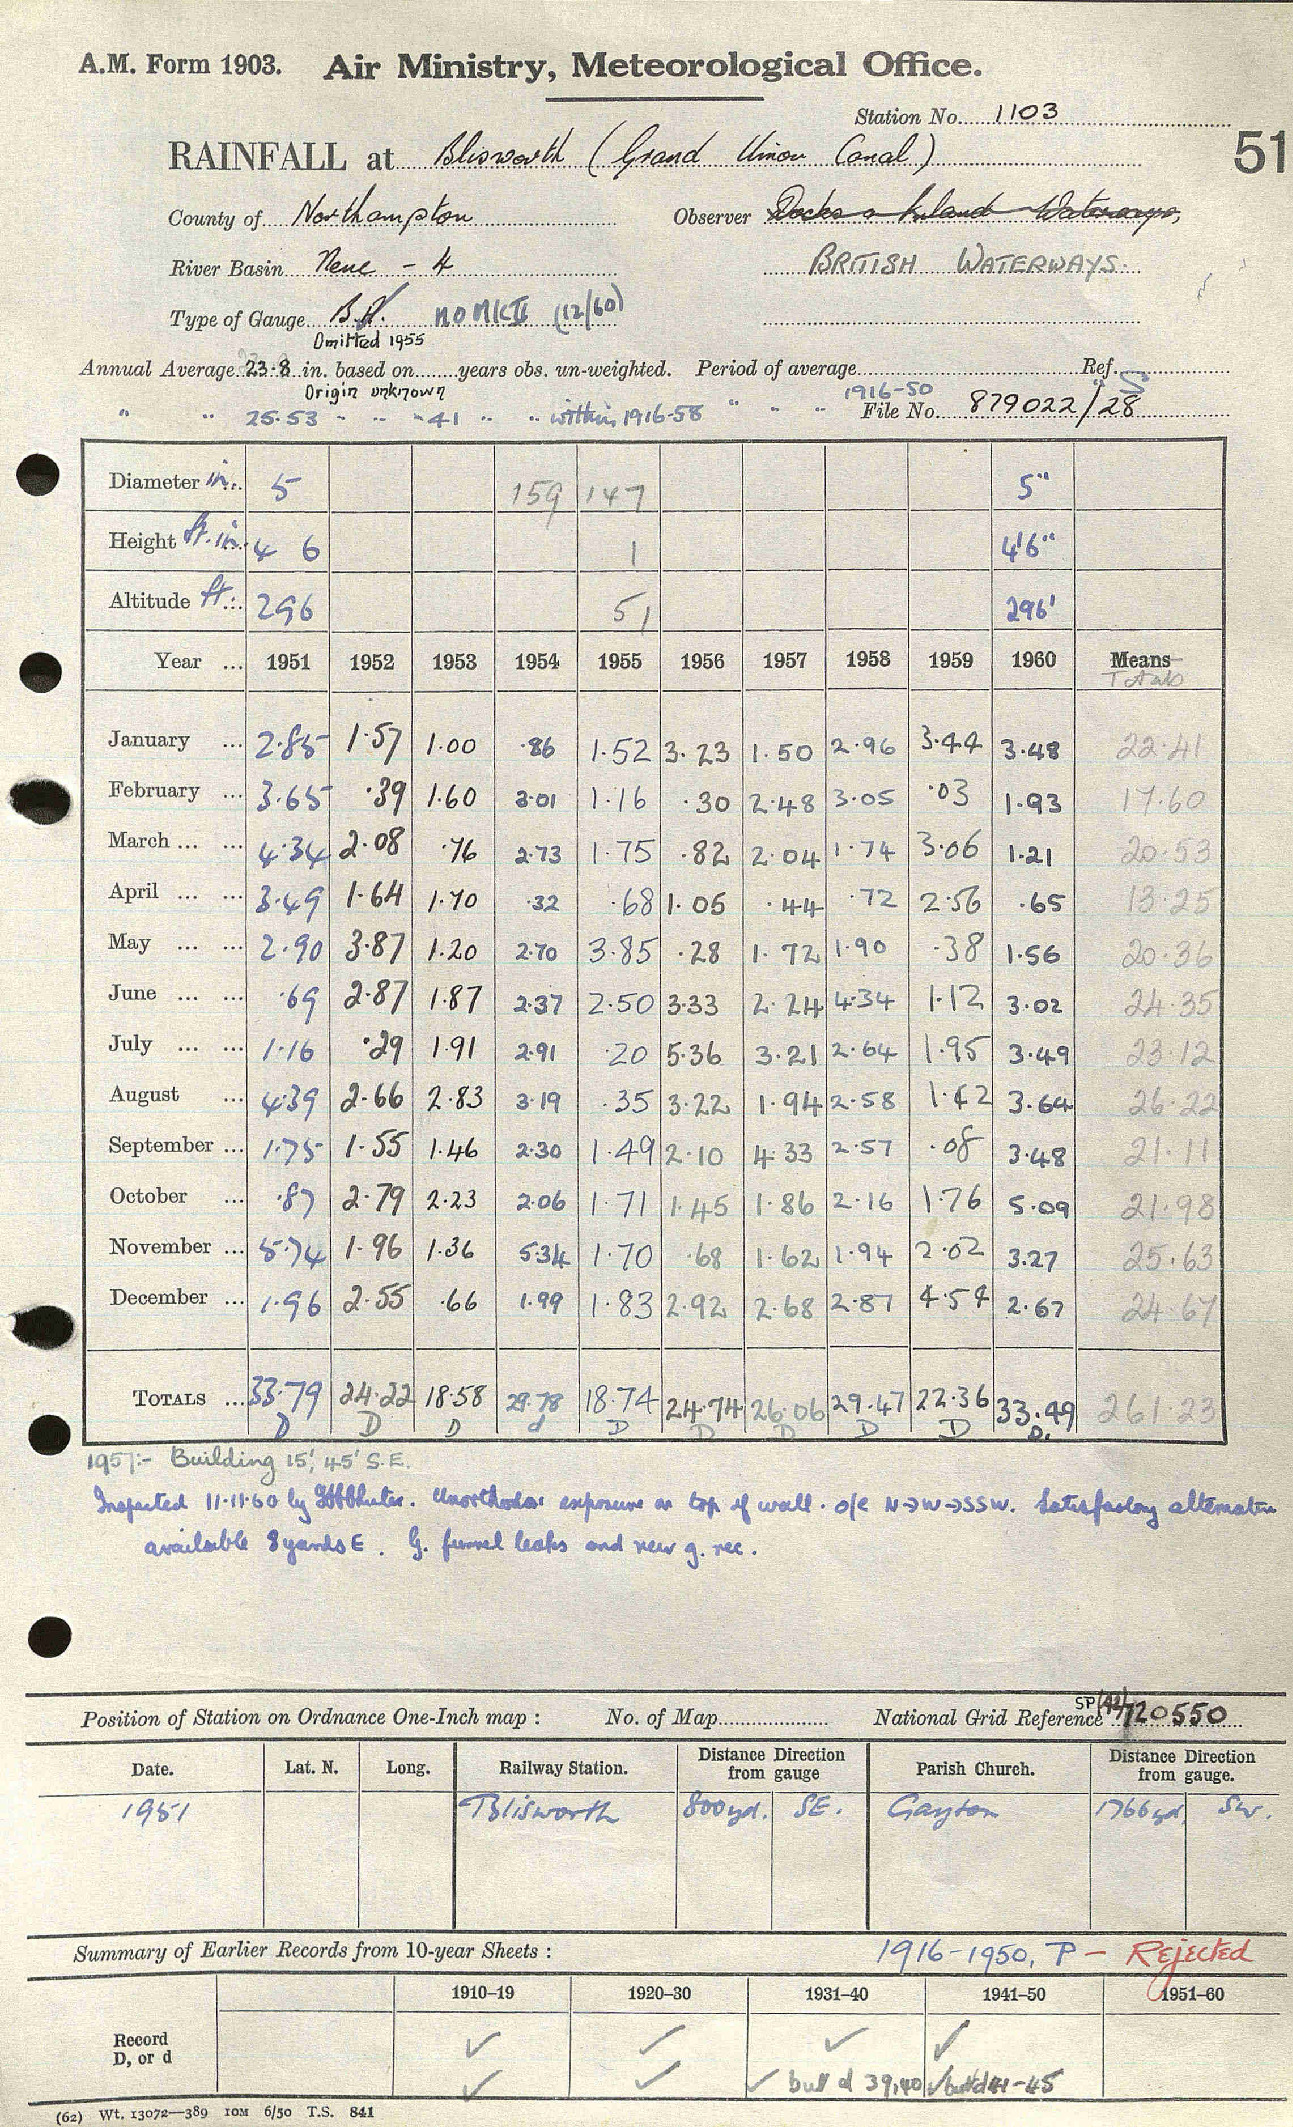 A.M. Form 1903. Air Ministry, Meteorological Office.
Station No. 1103
RAINFALL at Blisworth (Grand Union Canal)
51
County of Northampton Observer Docks & Inland Waterways,
River Basin Nene - 4 BRITISH WATERWAYS.
Type of Gauge MO MK II (12/60)
Omitted 1955
Annual Average 23.8 in. based on ...... years obs. un-weighted. Period of average Ref. S
Origin unknown 1916-50
" " 25.53 " " 41 " " within 1916-58 " " " File No. 879022/28
Diameter in. 5 159 147 5"
Height ft. in. 4 6 1 4'6"
Altitude ft. 296 51 296'
Year ... 1951 1952 1953 1954 1955 1956 1957 1958 1959 1960 Means
Totals
January ... 2.85 1.57 1.00 .86 1.52 3.23 1.50 2.96 3.44 3.48 22.41
February ... 3.65 .39 1.60 3.01 1.16 .30 2.48 3.05 .03 1.93 17.60
March ... ... 4.34 2.08 .76 2.73 1.75 .82 2.04 1.74 3.06 1.21 20.53
April ... ... 3.49 1.64 1.70 .32 .68 1.05 .44 .72 2.56 .65 13.25
May ... ... 2.90 3.87 1.20 2.70 3.85 .28 1.72 1.90 .38 1.56 20.36
June ... ... .69 2.87 1.87 2.37 2.50 3.33 2.24 4.34 1.12 3.02 24.35
July ... ... 1.16 .29 1.91 2.91 .20 5.36 3.21 2.64 1.95 3.49 23.12
August ... 4.39 2.66 2.83 3.19 .35 3.22 1.94 2.58 1.42 3.64 26.22
September ... 1.75 1.55 1.46 2.30 1.49 2.10 4.33 2.57 .08 3.48 21.11
October ... .87 2.79 2.23 2.06 1.71 1.45 1.86 2.16 1.76 5.09 21.98
November ... 5.74 1.96 1.36 5.34 1.70 .68 1.62 1.94 2.02 3.27 25.63
December ... 1.96 2.55 .66 1.99 1.83 2.92 2.68 2.87 4.54 2.67 24.67
TOTALS ... 33.79 24.22 18.58 29.78 18.74 24.74 26.06 29.47 22.36 33.49 261.23
D D D d D D D D D D.
1957:- Building 15', 45' S.E.
Inspected 11.11.60 by Unorthodox exposure on top of wall. o/e N→W→SSW. Satisfactory alternative
available 8 yards E. G. funnel leaks and new g. rec.
Position of Station on Ordnance One-Inch map : No. of Map National Grid Reference SP (42) 720550
Date. Lat. N. Long. Railway Station. Distance from gauge Direction Parish Church. Distance from gauge. Direction
1951 Blisworth 800 yd. SE. Gayton 1766 yd SW.
Summary of Earlier Records from 10-year Sheets : 1916-1950, P - Rejected
1910–19 1920–30 1931–40 1941–50 1951–60
Record ✓ ✓ ✓ ✓
D, or d ✓ ✓ ✓ but d 39,40 ✓ but d 41-45
(62) Wt. 13072—389 10M 6/50 T.S. 841